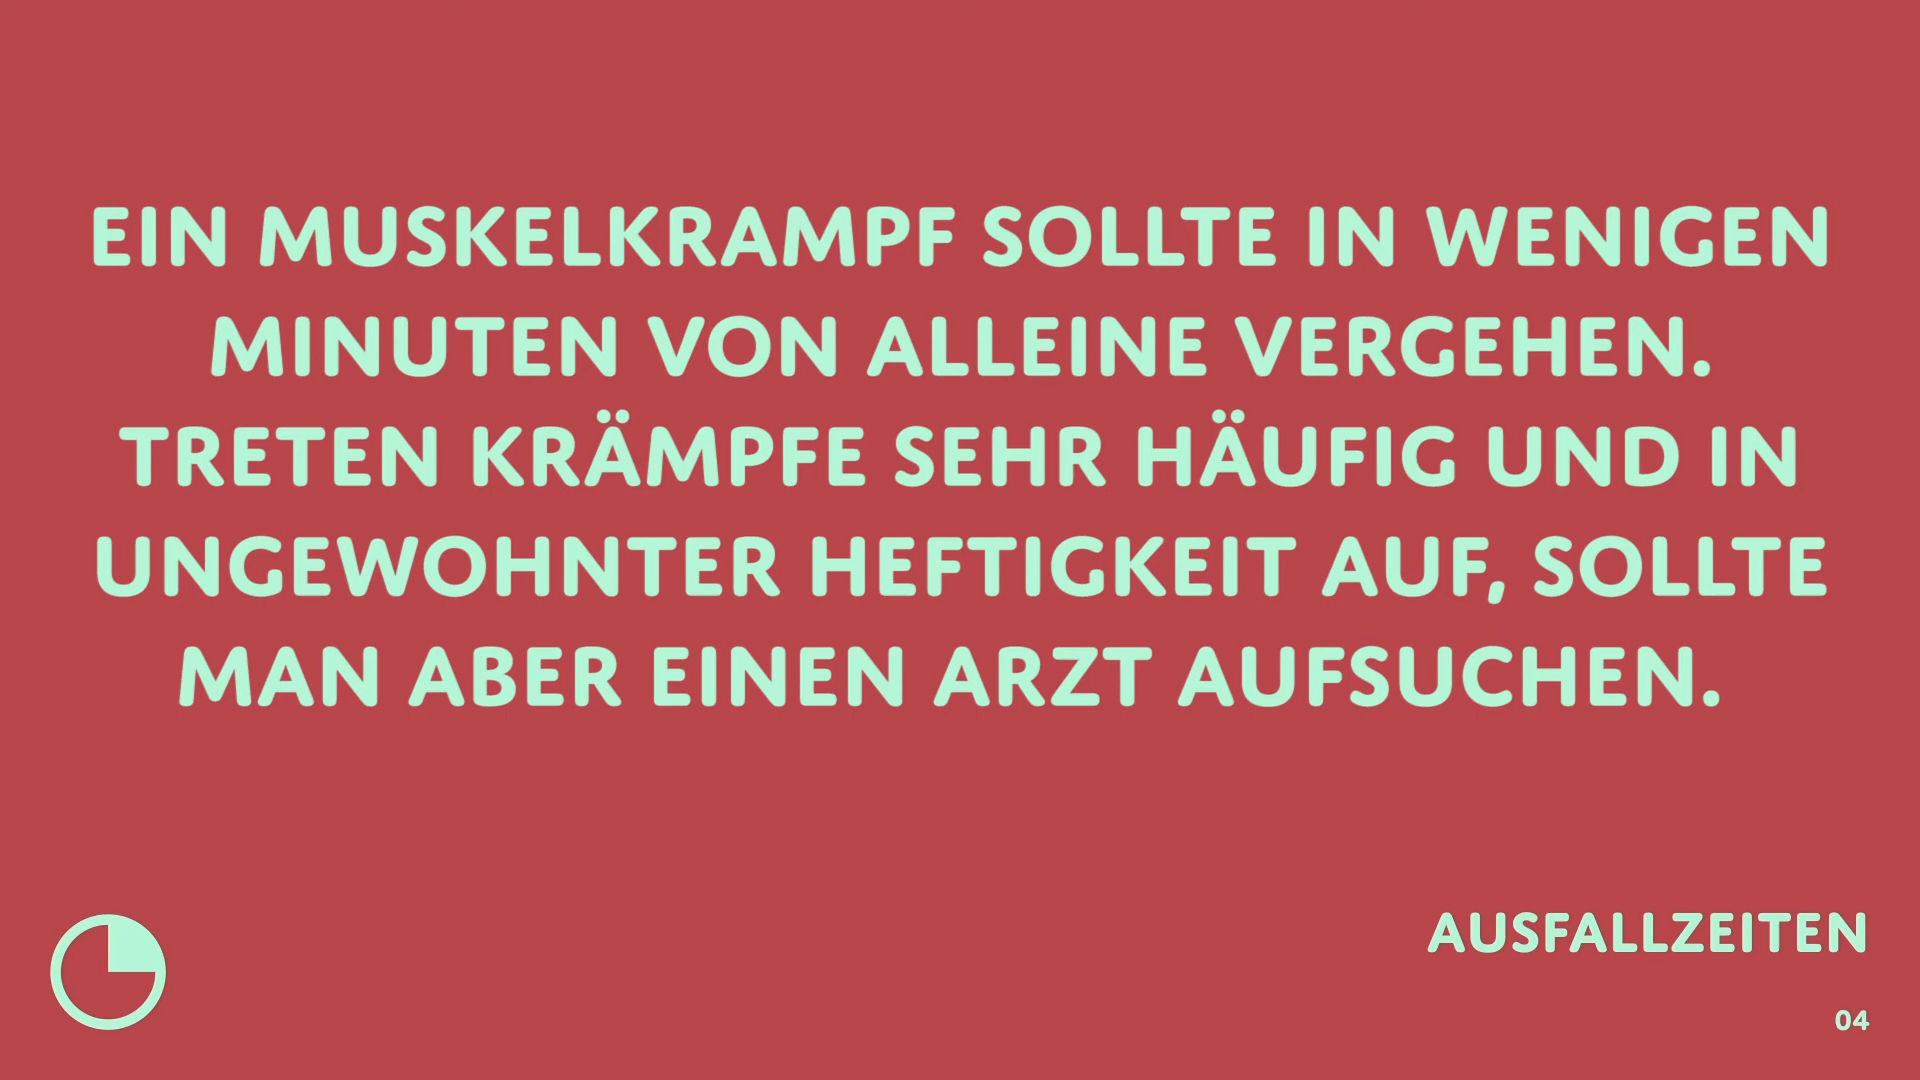 EIN MUSKELKRAMPF SOLLTE IN WENIGEN
MINUTEN VON ALLEINE VERGEHEN.
TRETEN KRÄMPFE SEHR HÄUFIG UND IN
UNGEWOHNTER HEFTIGKEIT AUF, SOLLTE
MAN ABER EINEN ARZT AUFSUCHEN.
AUSFALLZEITEN
04